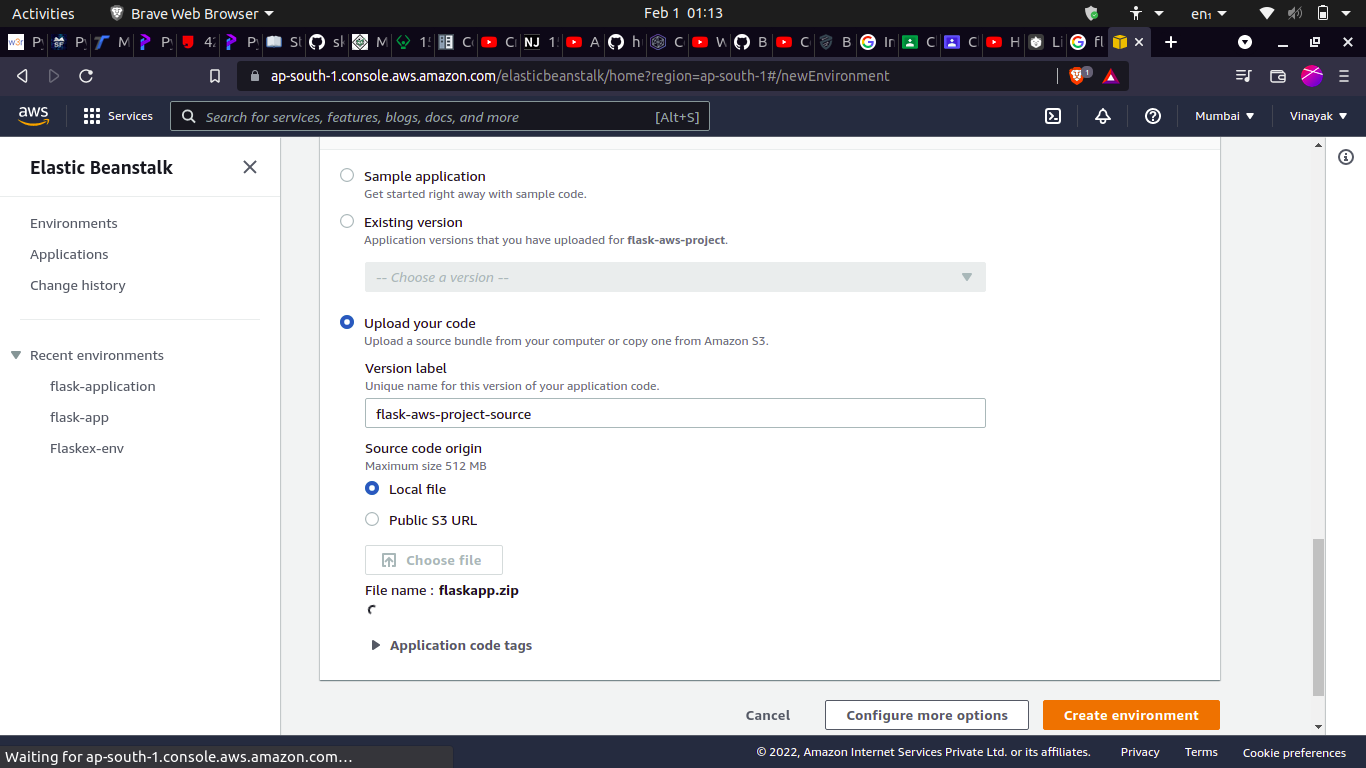 Activities Brave Web Browser Feb 1 01:13 en₁
w3r Py Py M Py 42 Py St sk M 15 Co Cr NJ 15 A h Co W B Co B In C C H Li fl
ap-south-1.console.aws.amazon.com/elasticbeanstalk/home?region=ap-south-1#/newEnvironment 1
aws Services Search for services, features, blogs, docs, and more [Alt+S] Mumbai Vinayak
Elastic Beanstalk
Environments
Applications
Change history
Recent environments
flask-application
flask-app
Flaskex-env
Sample application
Get started right away with sample code.
Existing version
Application versions that you have uploaded for flask-aws-project.
-- Choose a version --
Upload your code
Upload a source bundle from your computer or copy one from Amazon S3.
Version label
Unique name for this version of your application code.
flask-aws-project-source
Source code origin
Maximum size 512 MB
Local file
Public S3 URL
Choose file
File name : flaskapp.zip
Application code tags
Cancel Configure more options Create environment
Waiting for ap-south-1.console.aws.amazon.com…
© 2022, Amazon Internet Services Private Ltd. or its affiliates. Privacy Terms Cookie preferences